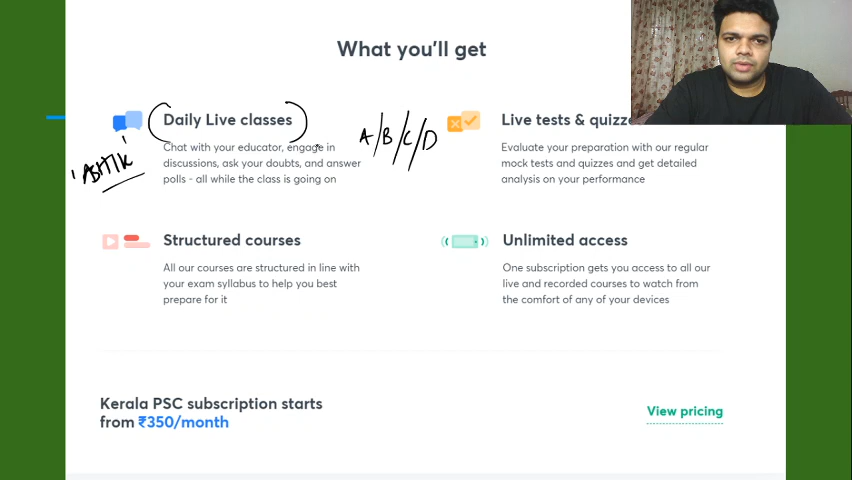 What you'll get
Daily Live classes
Chat with your educator, engage in
discussions, ask your doubts, and answer
polls - all while the class is going on
'ASHIK'
A/B/C/D
Live tests & quizze
Evaluate your preparation with our regular
mock tests and quizzes and get detailed
analysis on your performance
Structured courses
All our courses are structured in line with
your exam syllabus to help you best
prepare for it
Unlimited access
One subscription gets you access to all our
live and recorded courses to watch from
the comfort of any of your devices
Kerala PSC subscription starts
from ₹350/month
View pricing